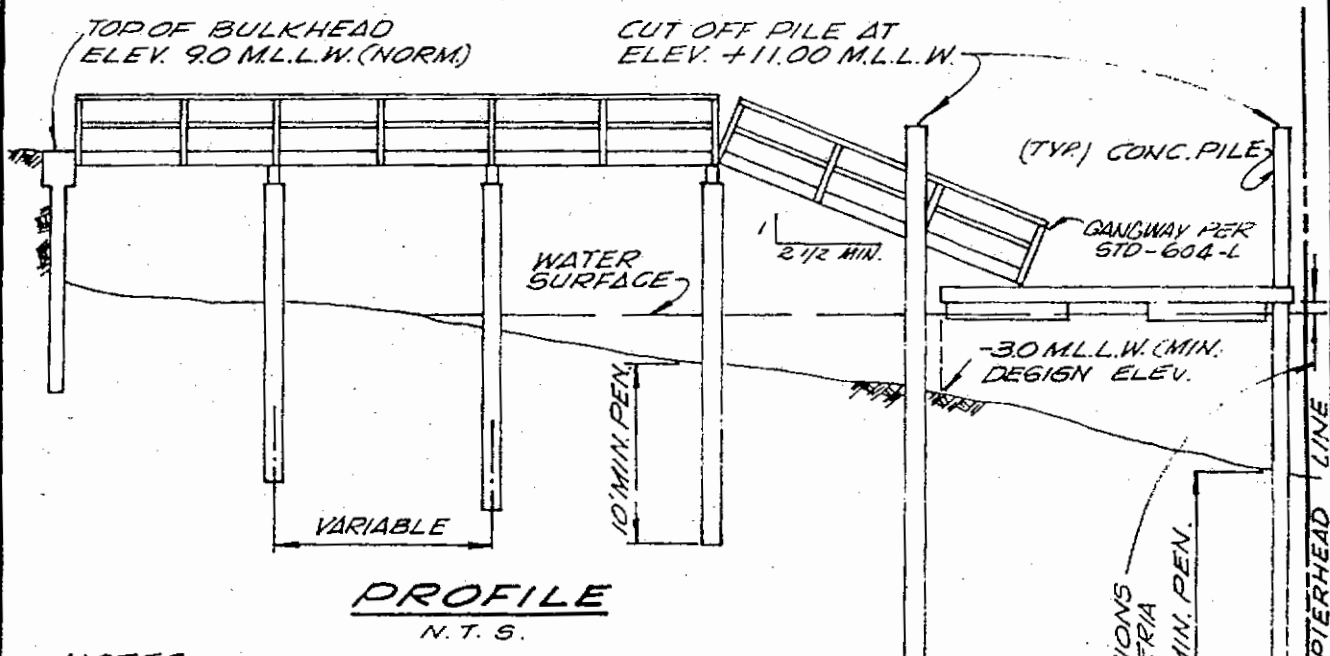 TOP OF BULKHEAD
ELEV. 9.0 M.L.L.W. (NORM.)
CUT OFF PILE AT
ELEV. +11.00 M.L.L.W.
(TYP.) CONC. PILE
GANGWAY PER
STD-604-L
1
2 1/2 MIN.
WATER
SURFACE
-3.0 M.L.L.W. (MIN.
DESIGN ELEV.
10' MIN. PEN.
VARIABLE
PROFILE
N.T.S.
MIN. PEN.
PIERHEAD LINE